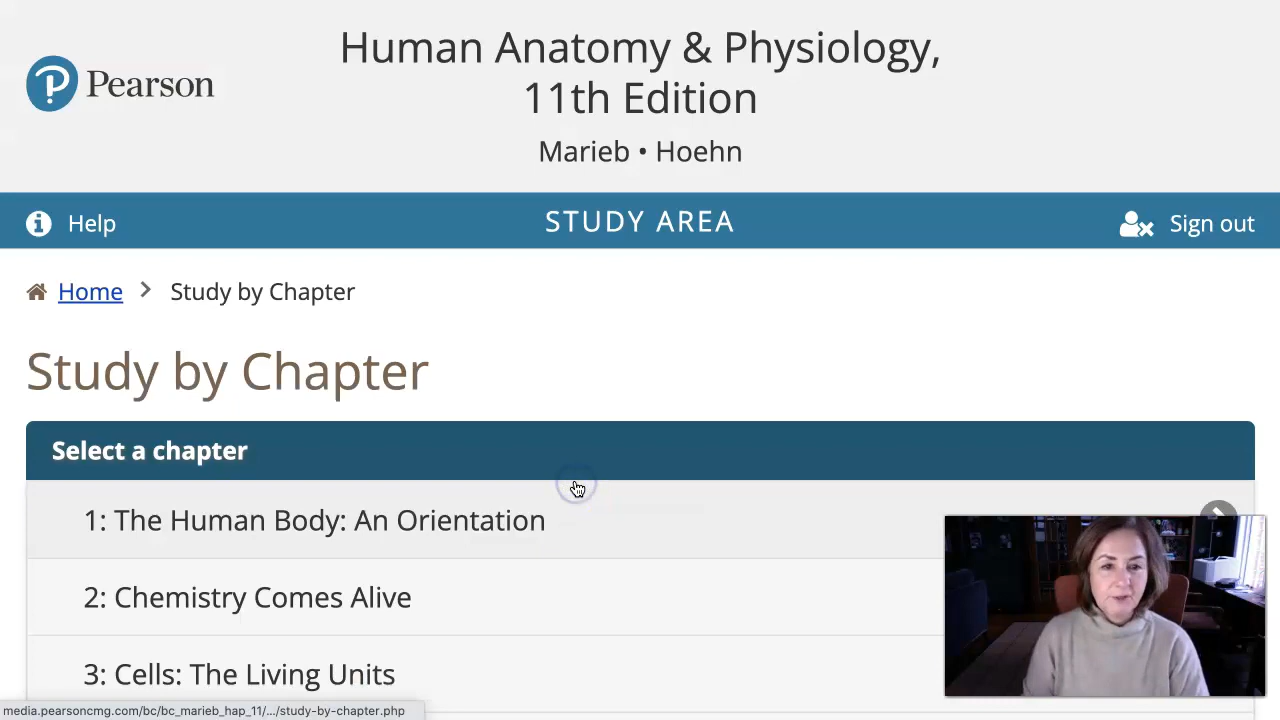 Human Anatomy & Physiology,
11th Edition
Marieb • Hoehn
Pearson
Help
STUDY AREA
Sign out
Home
Study by Chapter
Study by Chapter
Select a chapter
1: The Human Body: An Orientation
2: Chemistry Comes Alive
3: Cells: The Living Units
media.pearsoncmg.com/bc/bc_marieb_hap_11/.../study-by-chapter.php